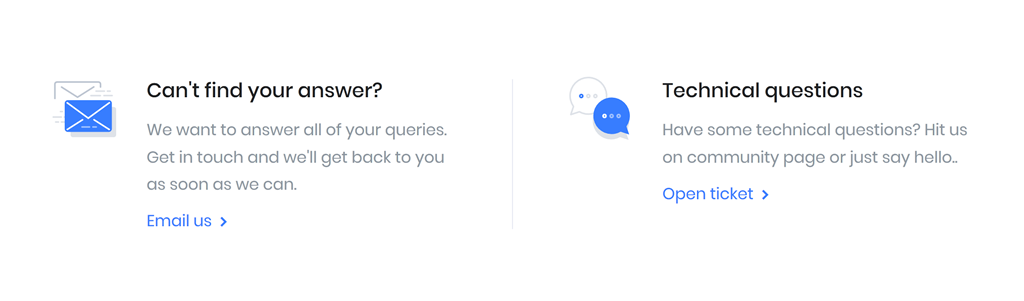 Can't find your answer?
We want to answer all of your queries.
Get in touch and we'll get back to you
as soon as we can.
Email us
Technical questions
Have some technical questions? Hit us
on community page or just say hello..
Open ticket